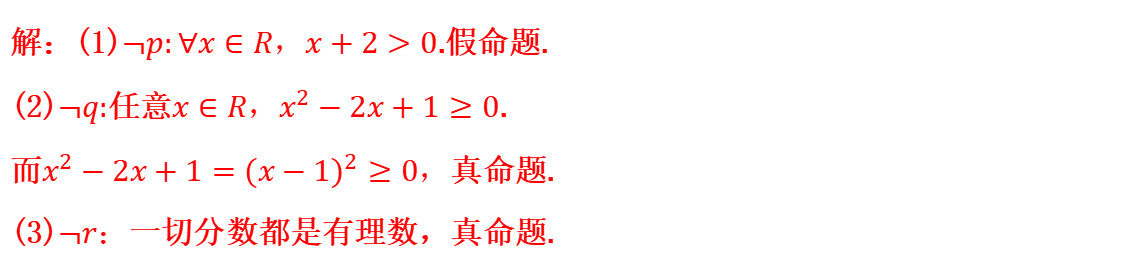 解：(1)¬p:∀x ∈ R，x + 2 > 0.假命题.
(2)¬q:任意x ∈ R，x² − 2x + 1 ≥ 0.
而x² − 2x + 1 = (x − 1)² ≥ 0，真命题.
(3)¬r：一切分数都是有理数，真命题.